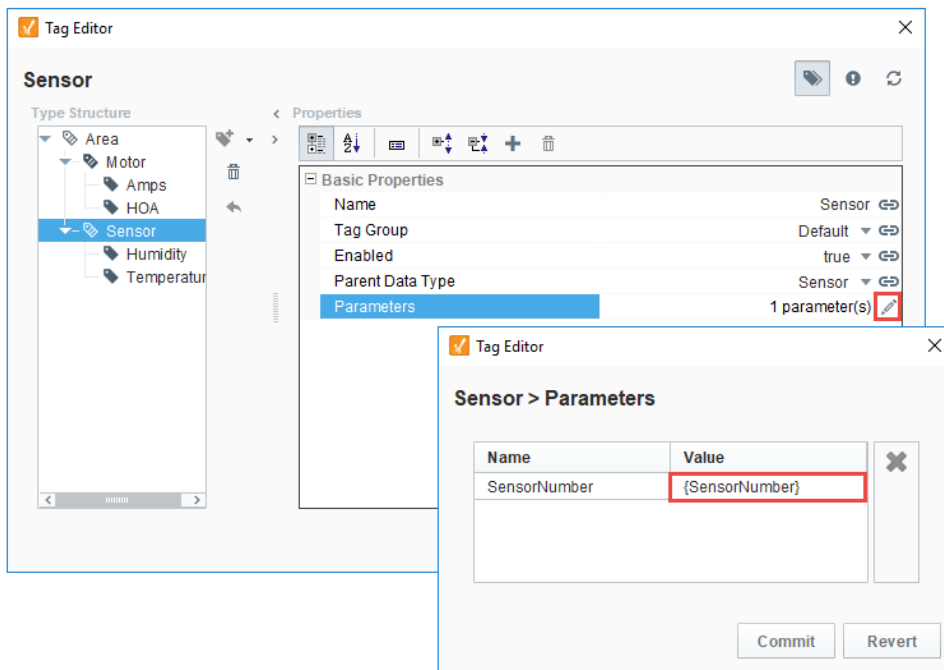 Tag Editor
Sensor
Type Structure
Properties
Area
Motor
Amps
HOA
Sensor
Humidity
Temperatur
Basic Properties
Name Sensor
Tag Group Default
Enabled true
Parent Data Type Sensor
Parameters 1 parameter(s)
Tag Editor
Sensor > Parameters
Name Value
SensorNumber {SensorNumber}
Commit Revert